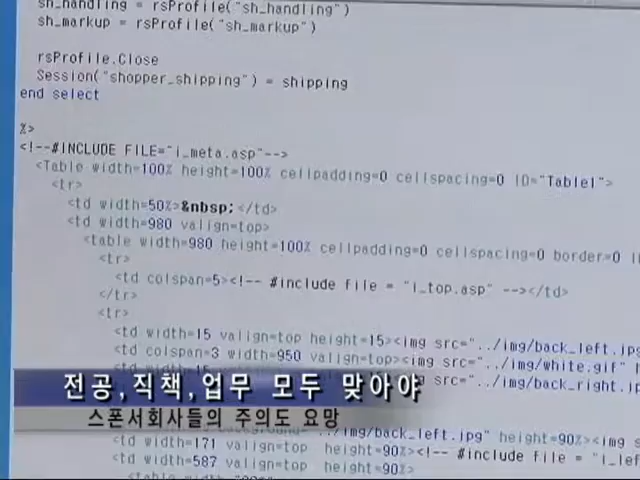 sh_handling = rsProfile("sh_handling")
sh_markup = rsProfile("sh_markup")
rsProfile.Close
Session("shopper_shipping") = shipping
end select
%>
<!--#INCLUDE FILE="i_meta.asp"-->
<Table width=100% height=100% cellpadding=0 cellspacing=0 ID="Table1">
<tr>
<td width=50%>&nbsp;</td>
<td width=980 valign=top>
<table width=980 height=100% cellpadding=0 cellspacing=0 border=0
<tr>
<td colspan=5><!-- #include file = "i_top.asp" --></td>
</tr>
<tr>
<td width=15 valign=top height=15><img src="../img/back_left.jpg
<td colspan=3 width=950 valign=top><img src="../img/white.gif"
../img/back_right.jp
전공,직책,업무 모두 맞아야
스폰서회사들의 주의도 요망
../img/back_left.jpg" height=90%><img s
<td width=171 valign=top height=90%><!-- #include file = "i_lef
<td width=587 valign=top height=90%>